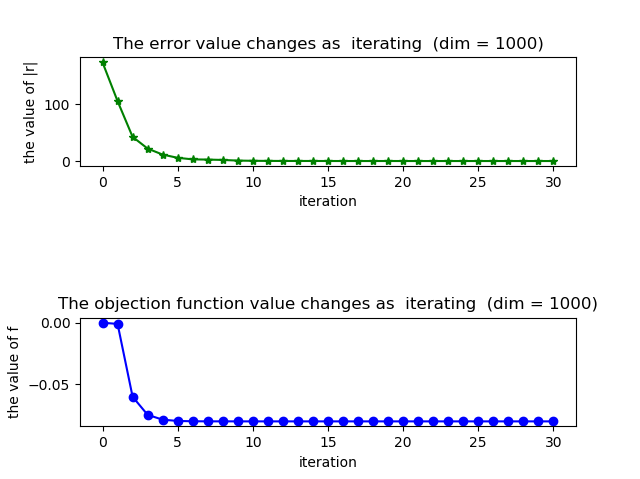 The error value changes as  iterating  (dim = 1000)
the value of |r|
100
0
0 5 10 15 20 25 30
iteration
The objection function value changes as  iterating  (dim = 1000)
the value of f
0.00
−0.05
0 5 10 15 20 25 30
iteration